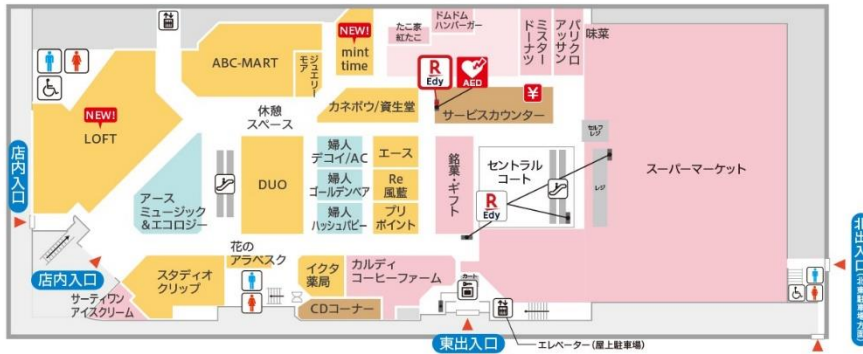 ドムドム
ハンバーガー
たこ家
紅たこ
ミスター
ドーナツ
パリクロ
アッサン
味菜
NEW!
mint
time
ABC-MART
ジュエリー
モア
R
Edy
AED
¥
カネボウ/資生堂
サービスカウンター
NEW!
LOFT
休憩
スペース
セルフ
レジ
店内入口
アース
ミュージック
&エコロジー
DUO
婦人
デコイ/AC
エース
婦人
ゴールデンベア
Re
風藍
婦人
ハッシュパピー
プリ
ポイント
銘菓・ギフト
セントラル
コート
R
Edy
レジ
スーパーマーケット
店内入口
花の
アラベスク
スタディオ
クリップ
サーティワン
アイスクリーム
イクタ
薬局
カルディ
コーヒーファーム
カート
CDコーナー
東出入口
エレベーター(屋上駐車場)
北出入口(北東駐車場方面)